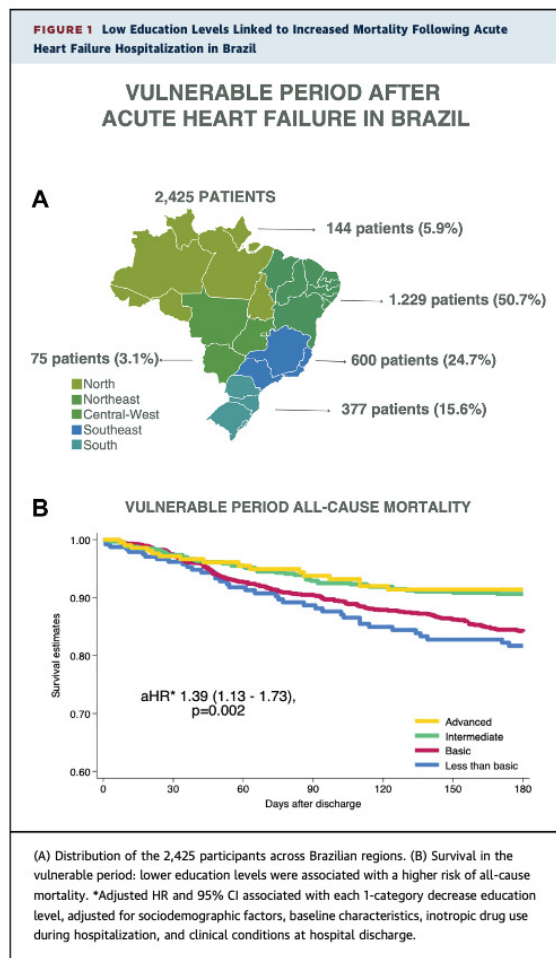 FIGURE 1 Low Education Levels Linked to Increased Mortality Following Acute
Heart Failure Hospitalization in Brazil
VULNERABLE PERIOD AFTER
ACUTE HEART FAILURE IN BRAZIL
A
2,425 PATIENTS
144 patients (5.9%)
1.229 patients (50.7%)
75 patients (3.1%)
600 patients (24.7%)
377 patients (15.6%)
North
Northeast
Central-West
Southeast
South
B
VULNERABLE PERIOD ALL-CAUSE MORTALITY
1.00
0.90
0.80
0.70
0.60
Survival estimates
aHR* 1.39 (1.13 - 1.73),
p=0.002
Advanced
Intermediate
Basic
Less than basic
0 30 60 90 120 150 180
Days after discharge
(A) Distribution of the 2,425 participants across Brazilian regions. (B) Survival in the
vulnerable period: lower education levels were associated with a higher risk of all-cause
mortality. *Adjusted HR and 95% CI associated with each 1-category decrease education
level, adjusted for sociodemographic factors, baseline characteristics, inotropic drug use
during hospitalization, and clinical conditions at hospital discharge.